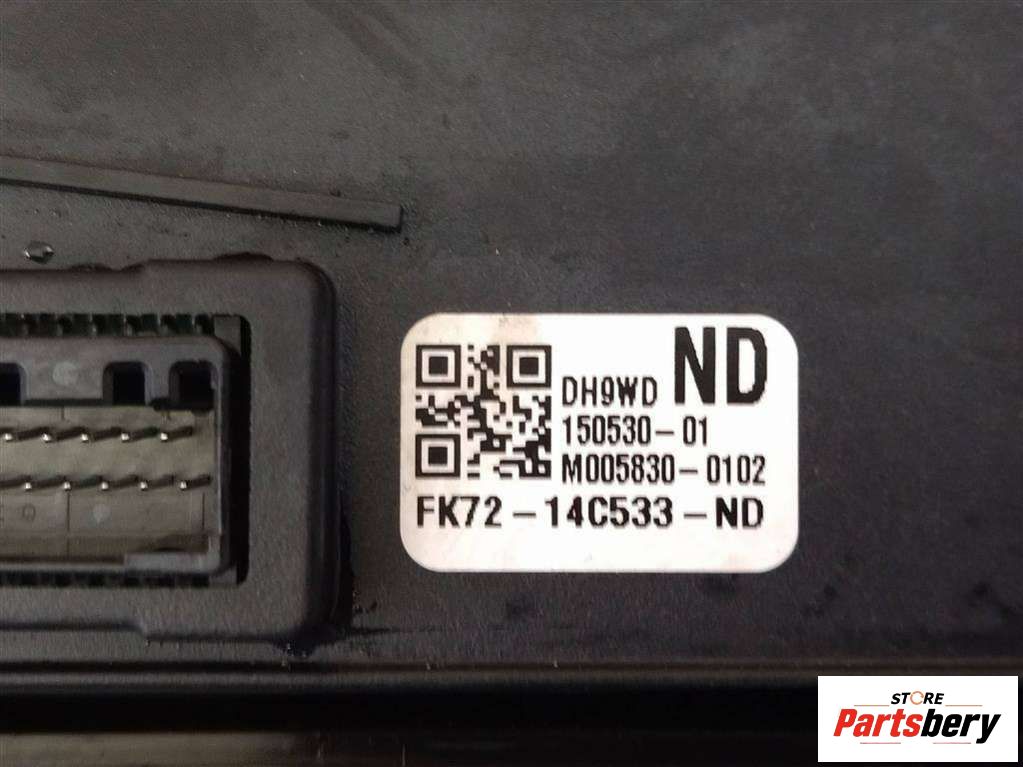 DH9WD ND
150530-01
M005830-0102
FK72-14C533-ND
STORE
Partsbery